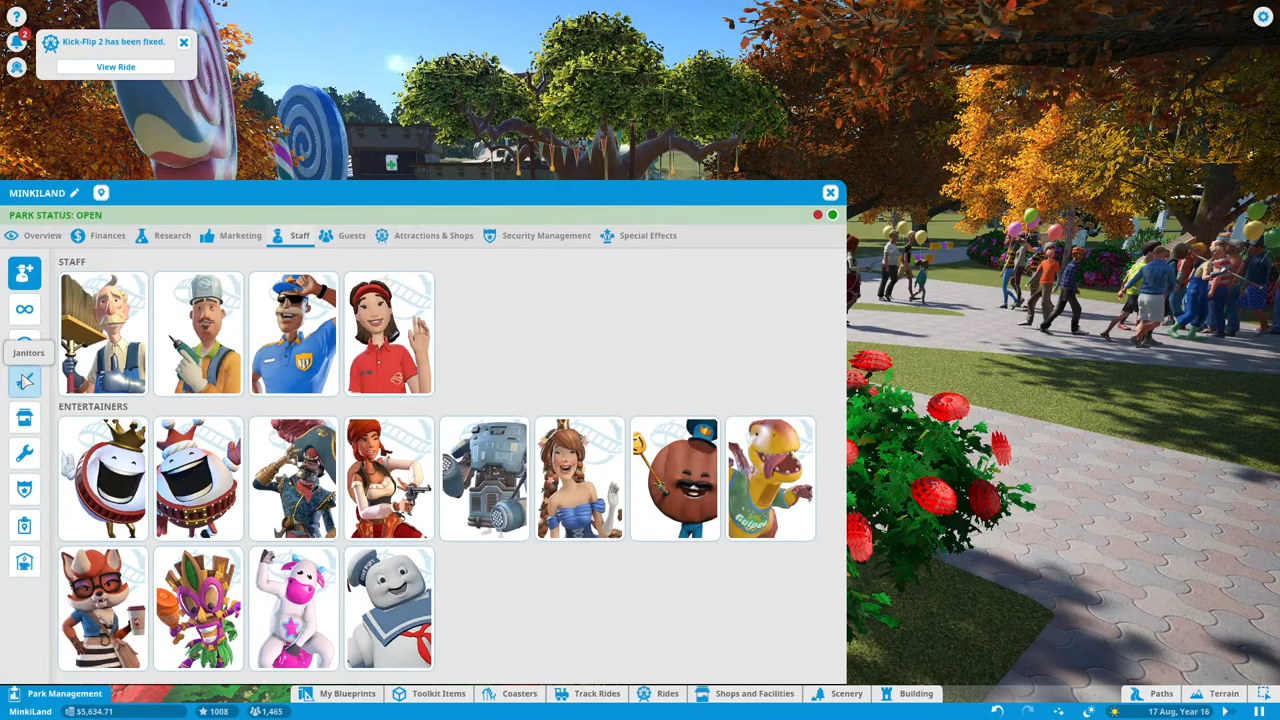 ?
2
Kick-Flip 2 has been fixed.
View Ride
MINKILAND
PARK STATUS: OPEN
Overview
Finances
Research
Marketing
Staff
Guests
Attractions & Shops
Security Management
Special Effects
STAFF
Janitors
ENTERTAINERS
Gulpee
Park Management
My Blueprints
Toolkit Items
Coasters
Track Rides
Rides
Shops and Facilities
Scenery
Building
Paths
Terrain
MinkiLand
$5,634.71
1008
1,465
17 Aug, Year 16